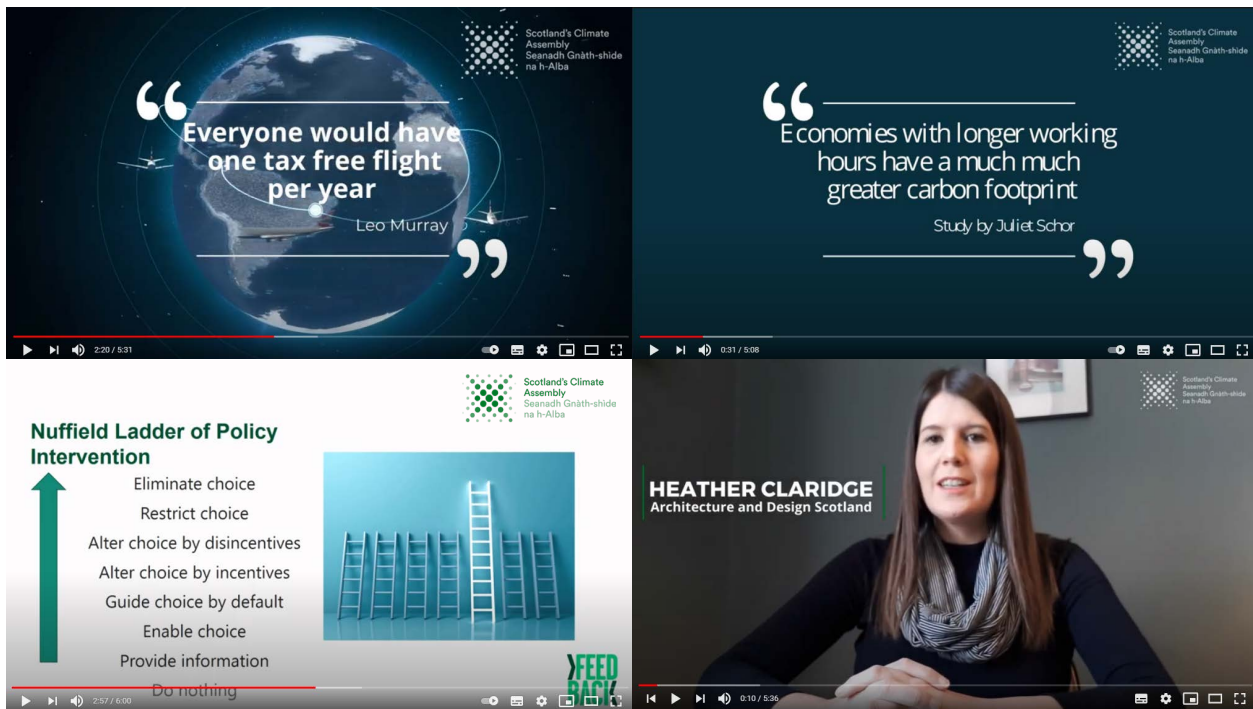 Scotland's Climate
Assembly
Seanadh Gnàth-shìde
na h-Alba
“
Everyone would have
one tax free flight
per year
Leo Murray
”
2:20 / 5:31
Scotland's Climate
Assembly
Seanadh Gnàth-shìde
na h-Alba
“
Economies with longer working
hours have a much much
greater carbon footprint
Study by Juliet Schor
”
0:31 / 5:08
Scotland's Climate
Assembly
Seanadh Gnàth-shìde
na h-Alba
Nuffield Ladder of Policy
Intervention
Eliminate choice
Restrict choice
Alter choice by disincentives
Alter choice by incentives
Guide choice by default
Enable choice
Provide information
Do nothing
FEED
BACK
2:57 / 6:00
Scotland's Climate
Assembly
Seanadh Gnàth-shìde
na h-Alba
HEATHER CLARIDGE
Architecture and Design Scotland
0:10 / 5:36